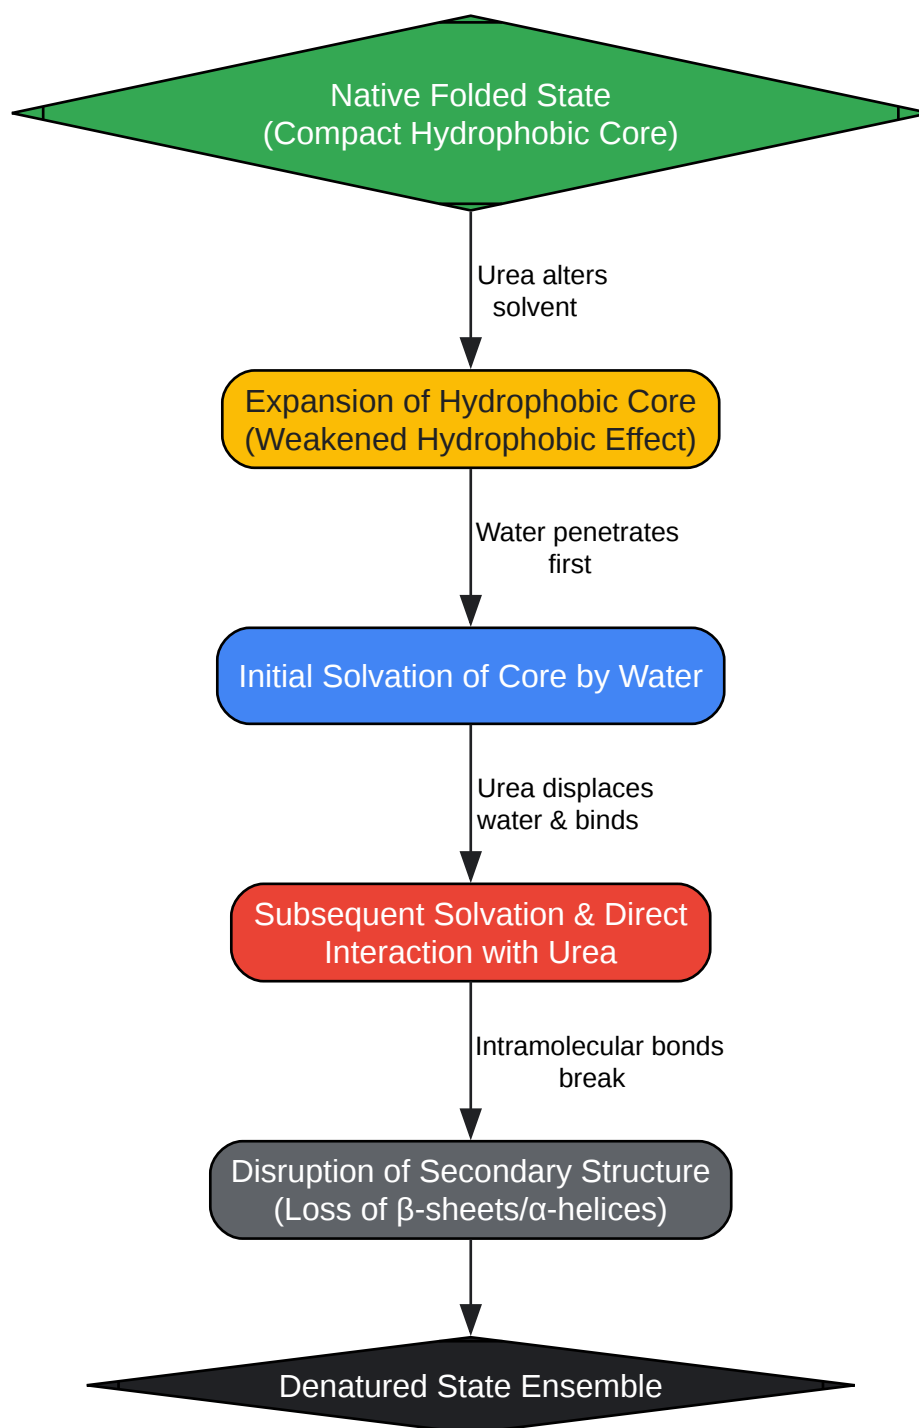 Native Folded State
(Compact Hydrophobic Core)
Urea alters
solvent
Expansion of Hydrophobic Core
(Weakened Hydrophobic Effect)
Water penetrates
first
Initial Solvation of Core by Water
Urea displaces
water & binds
Subsequent Solvation & Direct
Interaction with Urea
Intramolecular bonds
break
Disruption of Secondary Structure
(Loss of β-sheets/α-helices)
Denatured State Ensemble